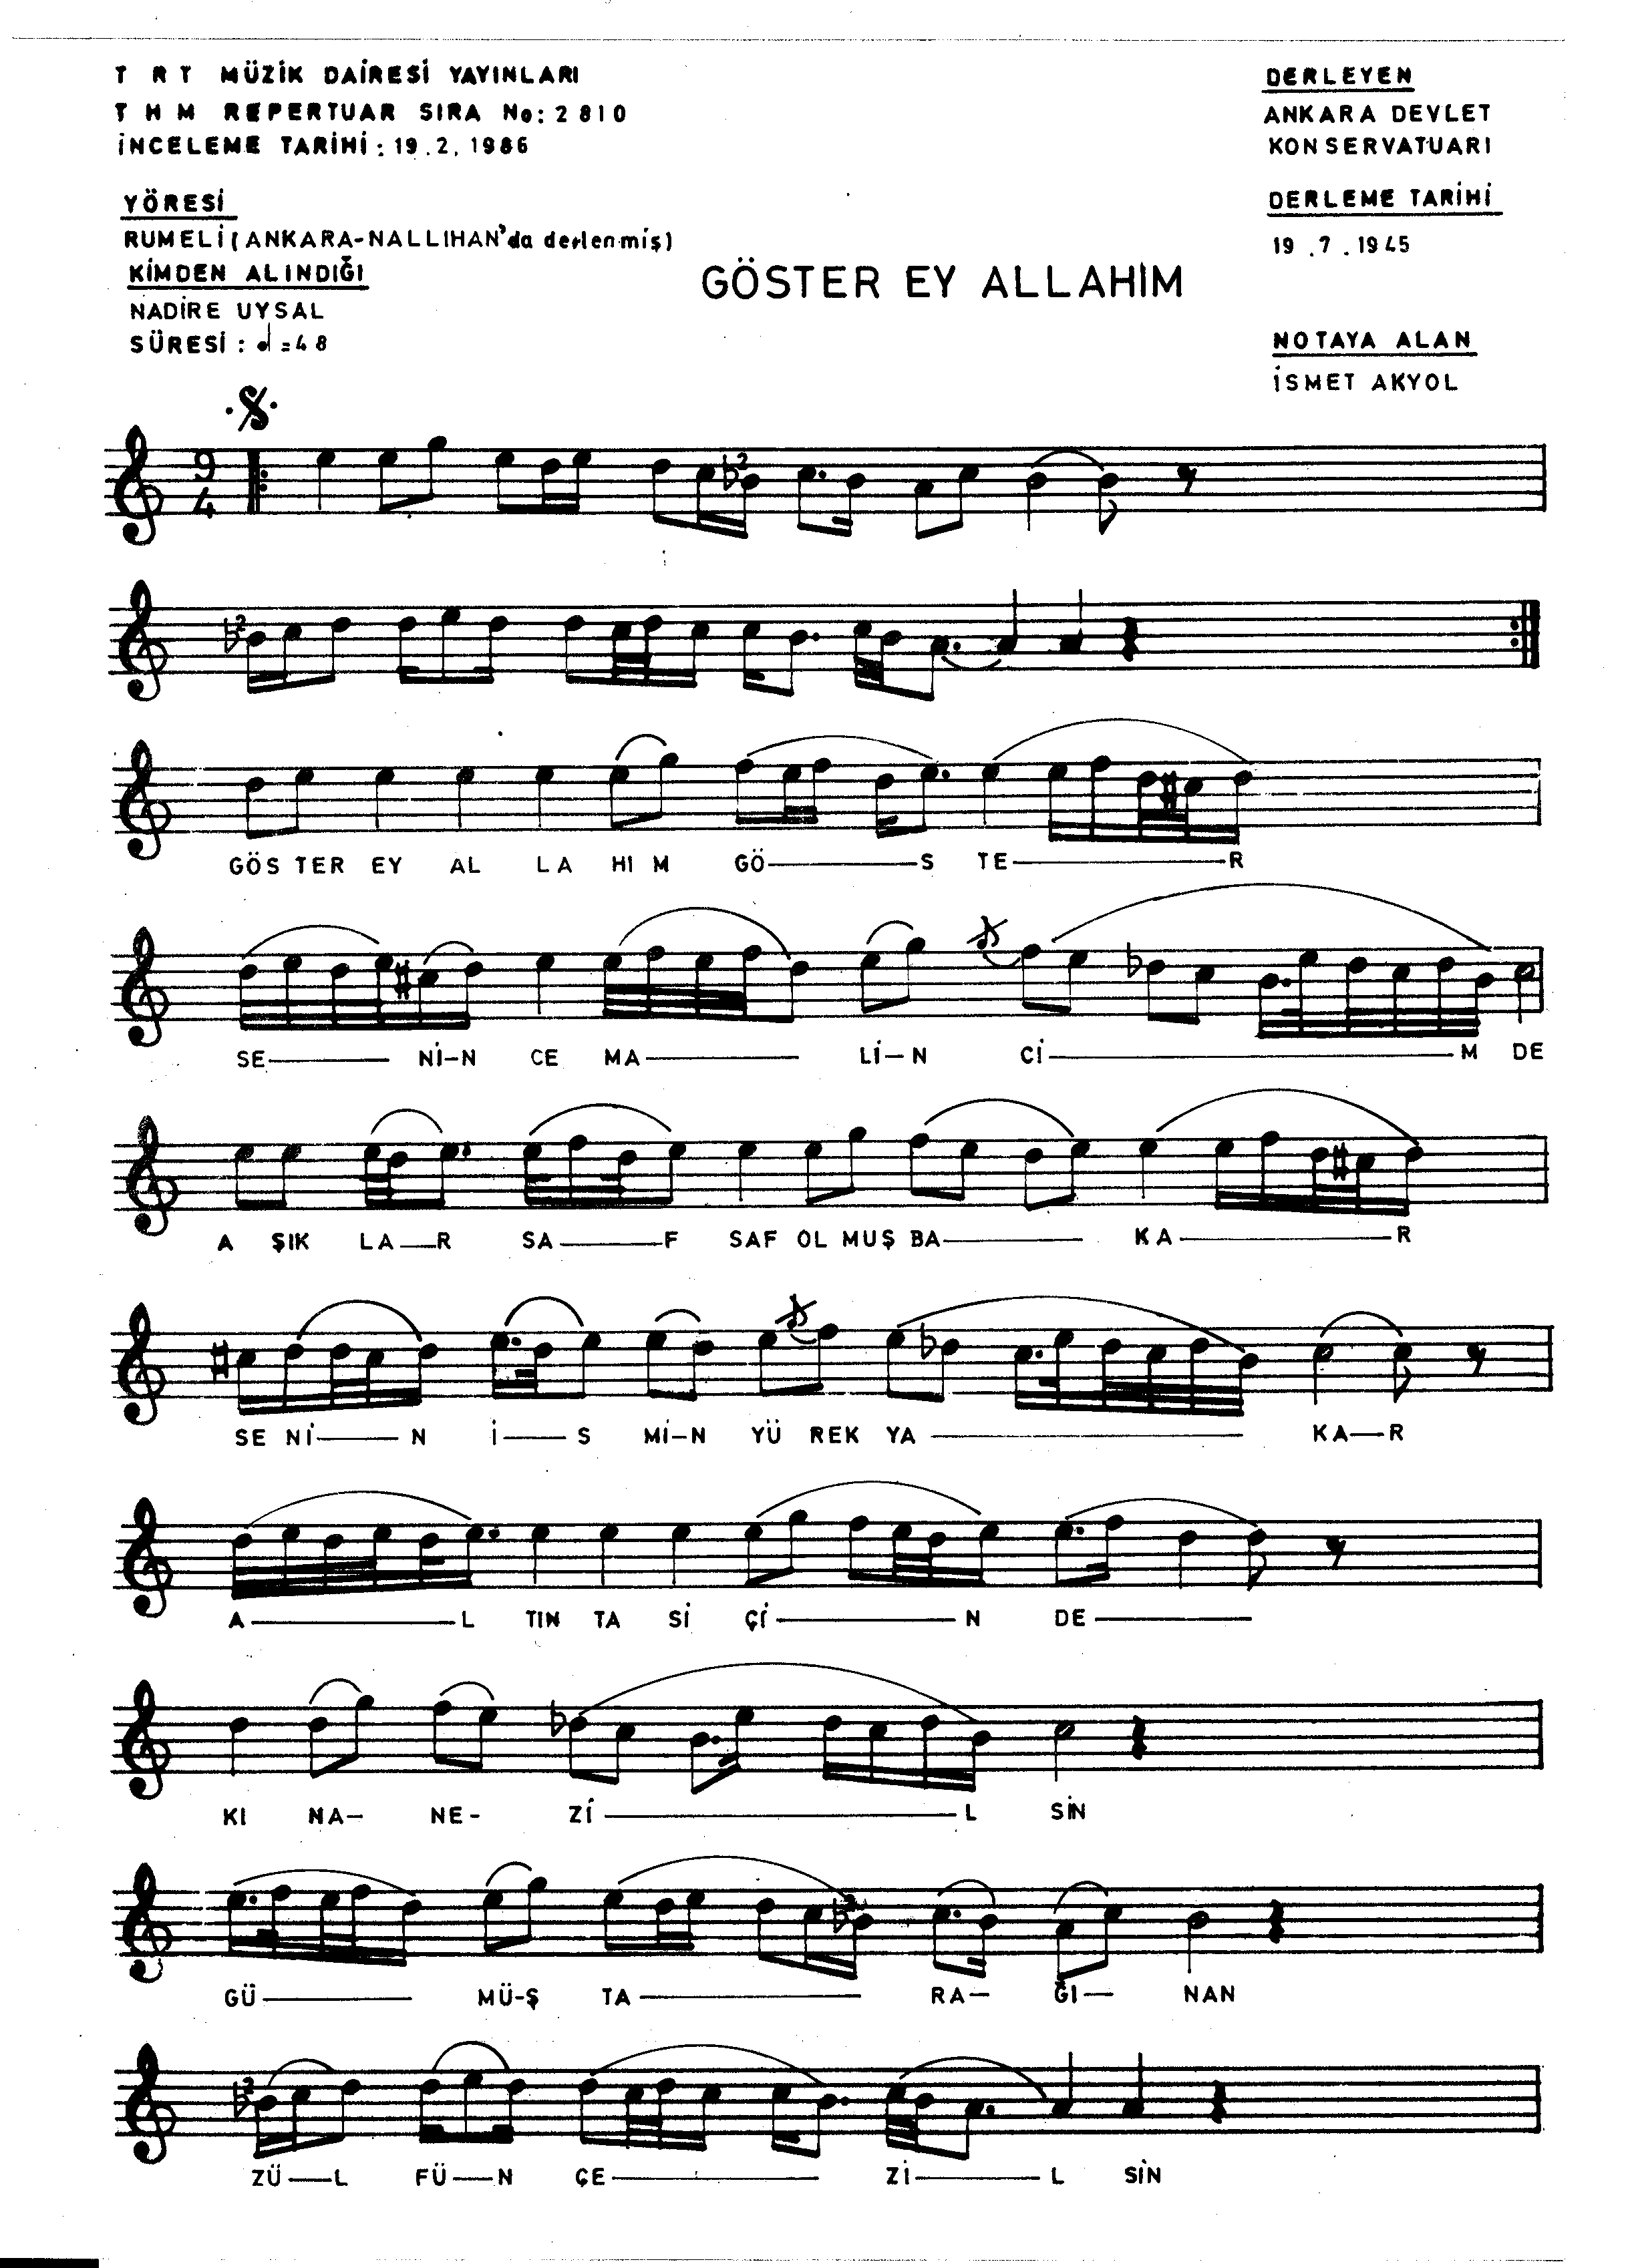 T R T MÜZİK DAİRESİ YAYINLARI
T H M REPERTUAR SIRA No: 2810
İNCELEME TARİHİ: 19.2.1986
DERLEYEN
ANKARA DEVLET
KONSERVATUARI
YÖRESİ
RUMELİ (ANKARA-NALLIHAN'da derlenmiş)
KİMDEN ALINDIĞI
NADİRE UYSAL
SÜRESİ: ♩=48
DERLEME TARİHİ
19.7.1945
GÖSTER EY ALLAHIM
NOTAYA ALAN
İSMET AKYOL
9
4
2
2
GÖS TER EY AL LA HI M GÖ———S TE———R
SE——— Nİ—N CE MA——— Lİ—N Cİ———M DE
A ŞIK LA—R SA———F SAF OL MUŞ BA——— KA———R
SE Nİ——N İ——S Mİ—N YÜ REK YA——— KA—R
A———L TIN TA Sİ Çİ———N DE———
KI NA— NE- Zİ———L SİN
2
GÜ——— MÜ-Ş TA——— RA— ĞI— NAN
2
ZÜ—L FÜ—N ÇE——— Zİ———L SİN